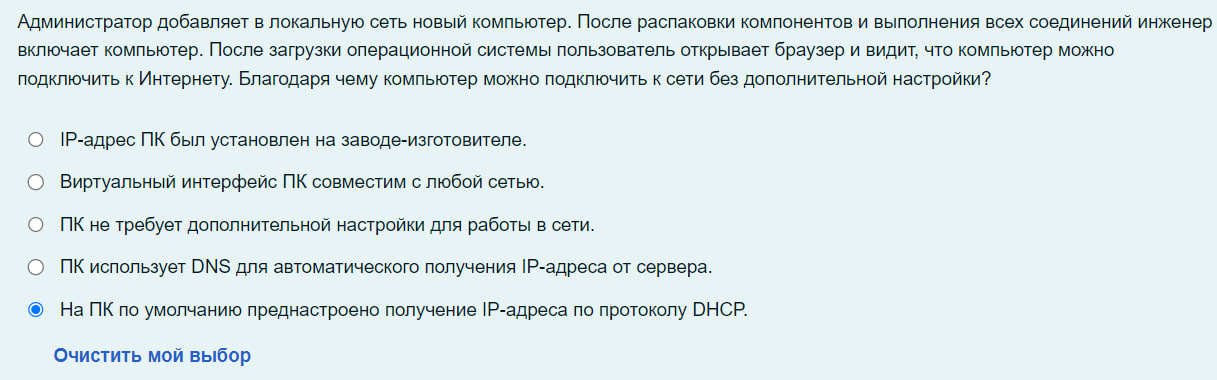 Администратор добавляет в локальную сеть новый компьютер. После распаковки компонентов и выполнения всех соединений инженер
включает компьютер. После загрузки операционной системы пользователь открывает браузер и видит, что компьютер можно
подключить к Интернету. Благодаря чему компьютер можно подключить к сети без дополнительной настройки?
IP-адрес ПК был установлен на заводе-изготовителе.
Виртуальный интерфейс ПК совместим с любой сетью.
ПК не требует дополнительной настройки для работы в сети.
ПК использует DNS для автоматического получения IP-адреса от сервера.
На ПК по умолчанию преднастроено получение IP-адреса по протоколу DHCP.
Очистить мой выбор